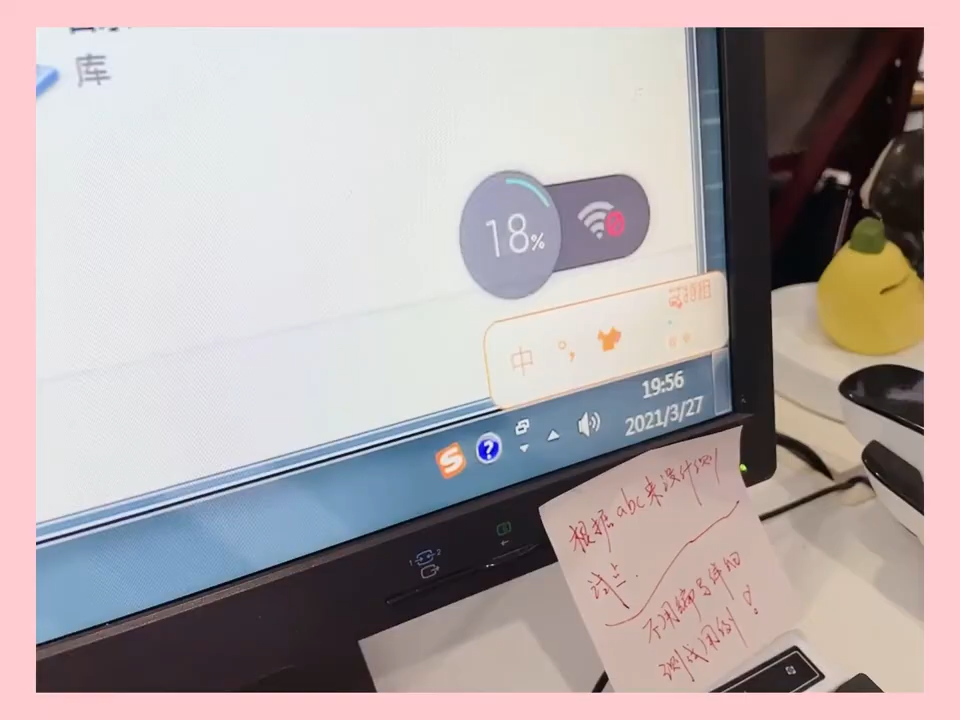 库
18%
中
19:56
2021/3/27
根据abc来设计测
试点.
不用编写详细
测试用例!